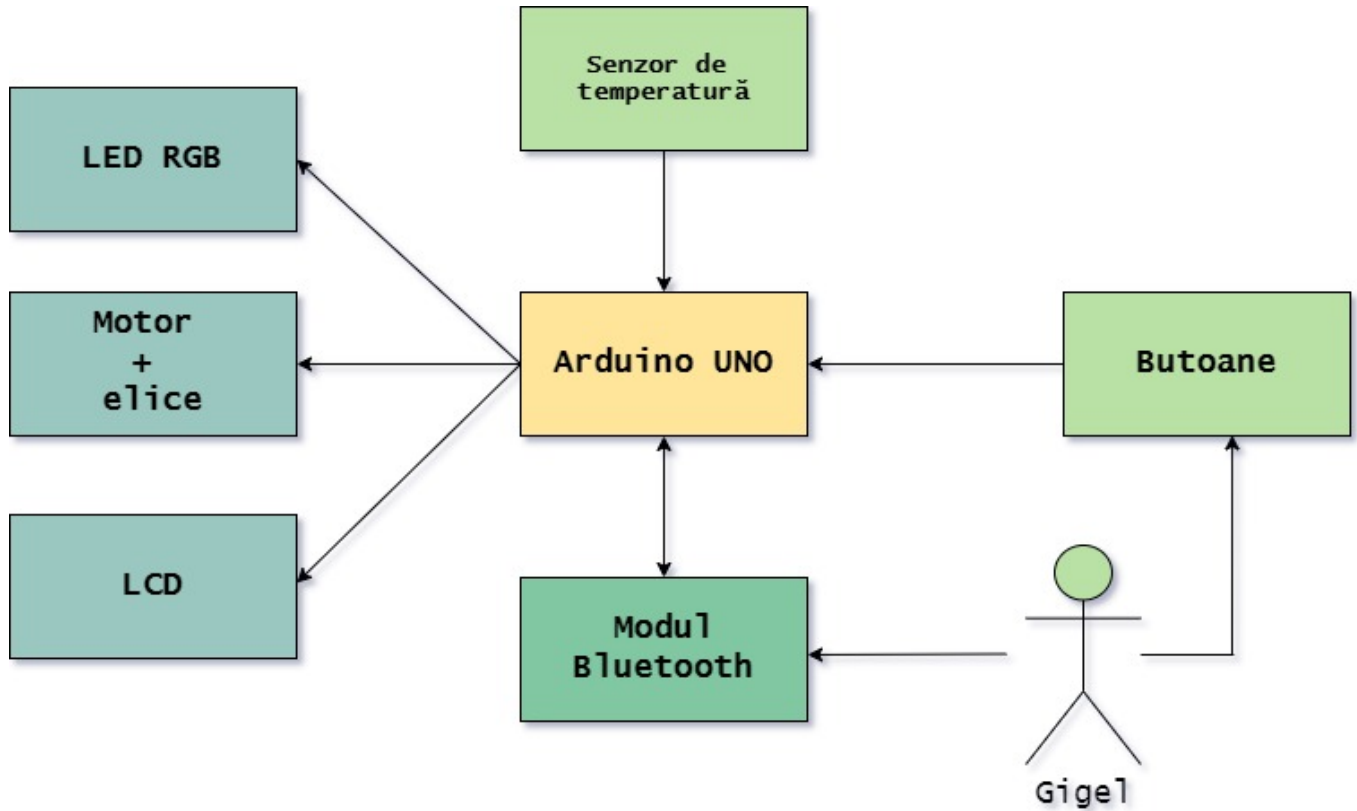 Senzor de
temperatură
LED RGB
Motor
+
elice
Arduino UNO
Butoane
LCD
Modul
Bluetooth
Gigel